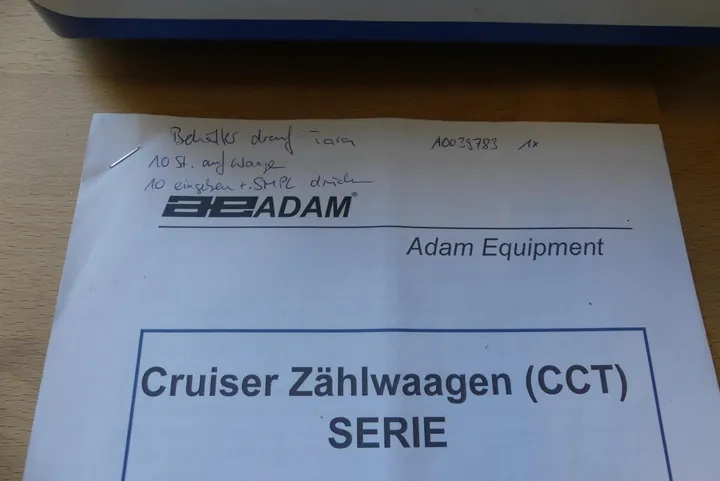 Behälter drauf Tara
A0038783 1x
10 St. auf Waage
10 eingeben + SMPL drücken
ae ADAM®
Adam Equipment
Cruiser Zählwaagen (CCT)
SERIE